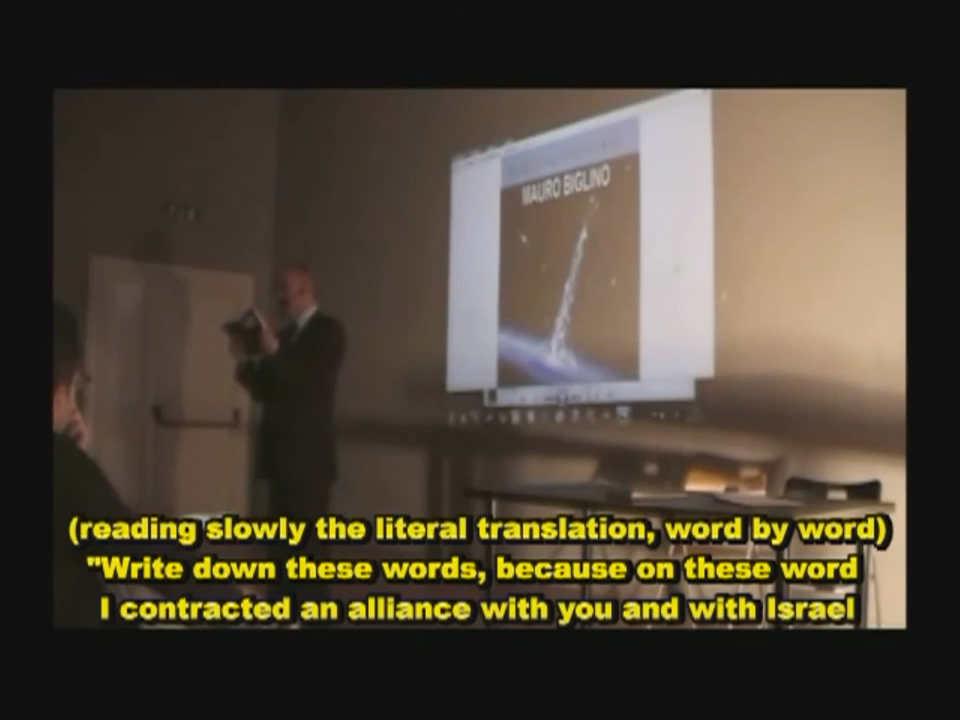 MAURO BIGLINO
(reading slowly the literal translation, word by word)
"Write down these words, because on these word
I contracted an alliance with you and with Israel